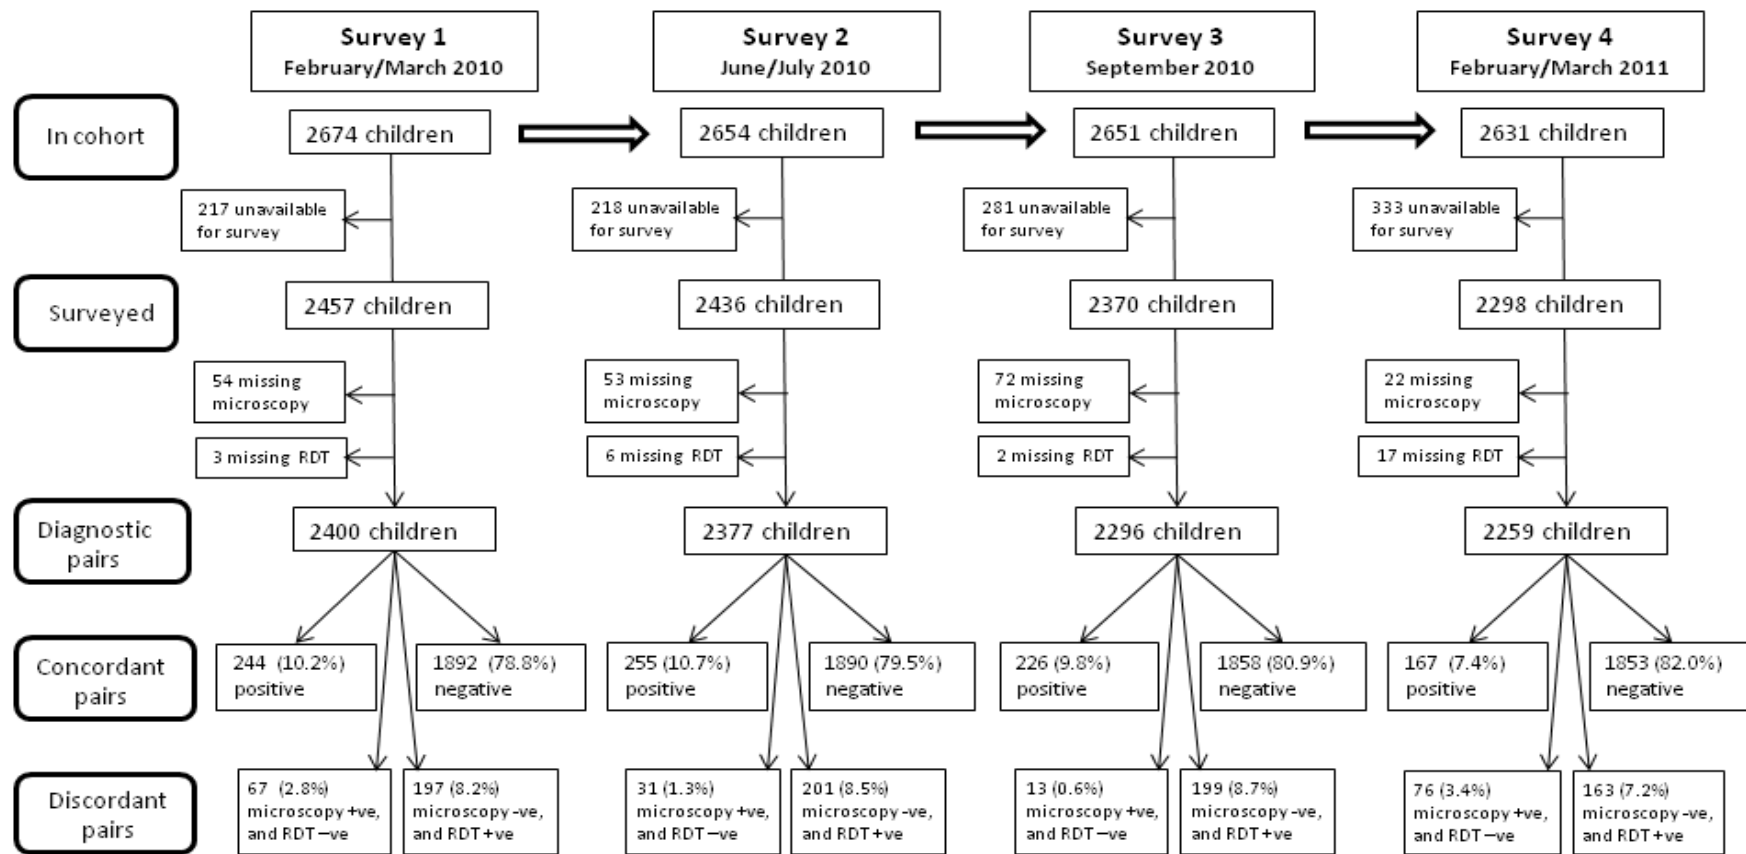 Survey 1
February/March 2010
Survey 2
June/July 2010
Survey 3
September 2010
Survey 4
February/March 2011
In cohort
2674 children
2654 children
2651 children
2631 children
217 unavailable
for survey
218 unavailable
for survey
281 unavailable
for survey
333 unavailable
for survey
Surveyed
2457 children
2436 children
2370 children
2298 children
54 missing
microscopy
53 missing
microscopy
72 missing
microscopy
22 missing
microscopy
3 missing RDT
6 missing RDT
2 missing RDT
17 missing RDT
Diagnostic
pairs
2400 children
2377 children
2296 children
2259 children
Concordant
pairs
244 (10.2%)
positive
1892 (78.8%)
negative
255 (10.7%)
positive
1890 (79.5%)
negative
226 (9.8%)
positive
1858 (80.9%)
negative
167 (7.4%)
positive
1853 (82.0%)
negative
Discordant
pairs
67 (2.8%)
microscopy +ve,
and RDT –ve
197 (8.2%)
microscopy -ve,
and RDT +ve
31 (1.3%)
microscopy +ve,
and RDT –ve
201 (8.5%)
microscopy -ve,
and RDT +ve
13 (0.6%)
microscopy +ve,
and RDT –ve
199 (8.7%)
microscopy -ve,
and RDT +ve
76 (3.4%)
microscopy +ve,
and RDT –ve
163 (7.2%)
microscopy -ve,
and RDT +ve